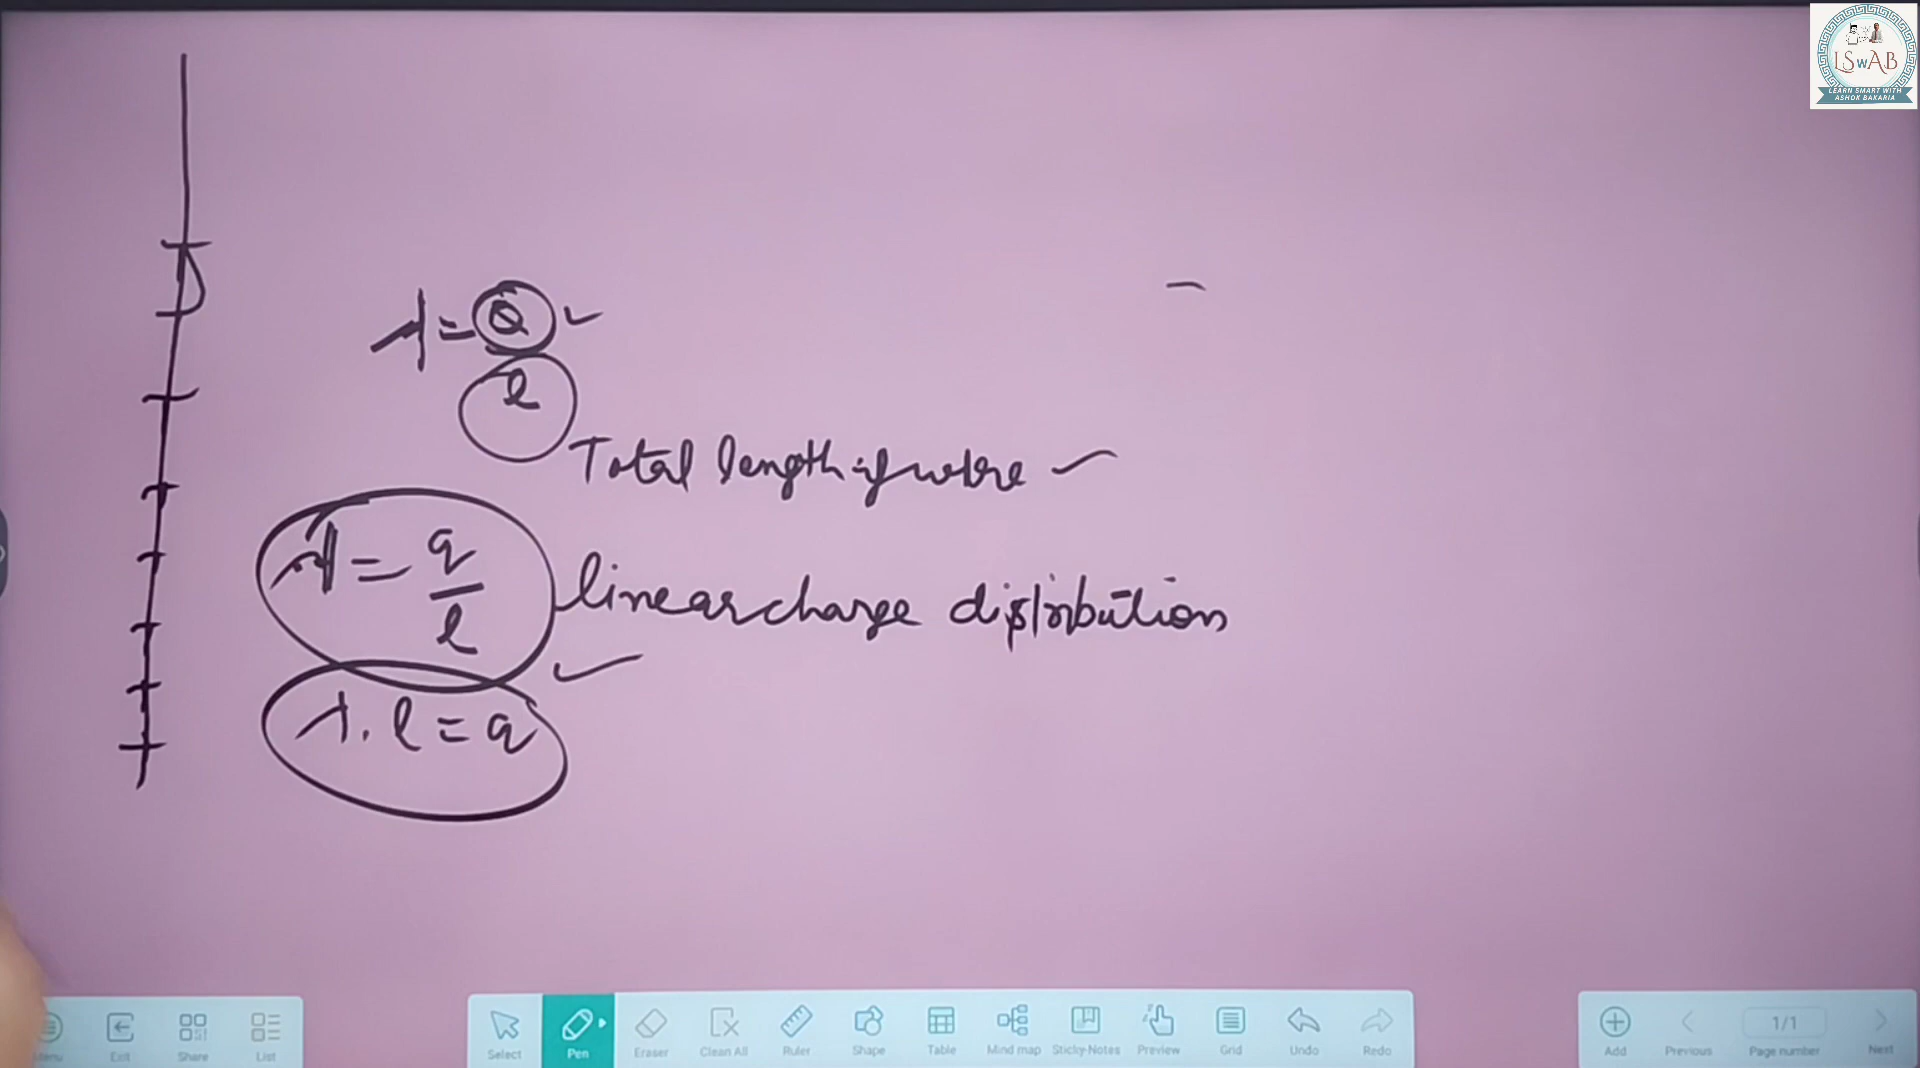 LSwAB
LEARN SMART WITH
ASHOK BAKARIA
λ = Q
l
Total length of wire
λ = q
l
linear charge distribution
λ. l = q
Menu Exit Share List
Select Pen Eraser Clean All Ruler Shape Table Mind map Sticky-Notes Preview Grid Undo Redo
Add Previous 1/1 Page number Next